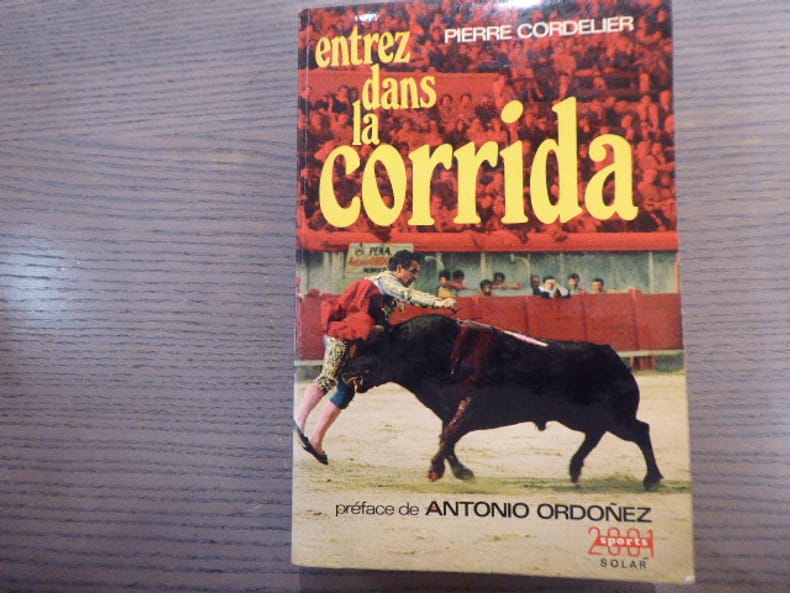 PIERRE CORDELIER
entrez
dans
la
corrida
PEÑA
préface de ANTONIO ORDOÑEZ
2001
sports
SOLAR